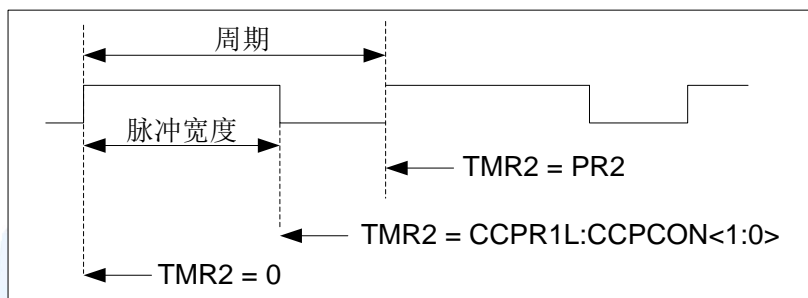 周期
脉冲宽度
TMR2 = PR2
TMR2 = CCPR1L:CCPCON<1:0>
TMR2 = 0